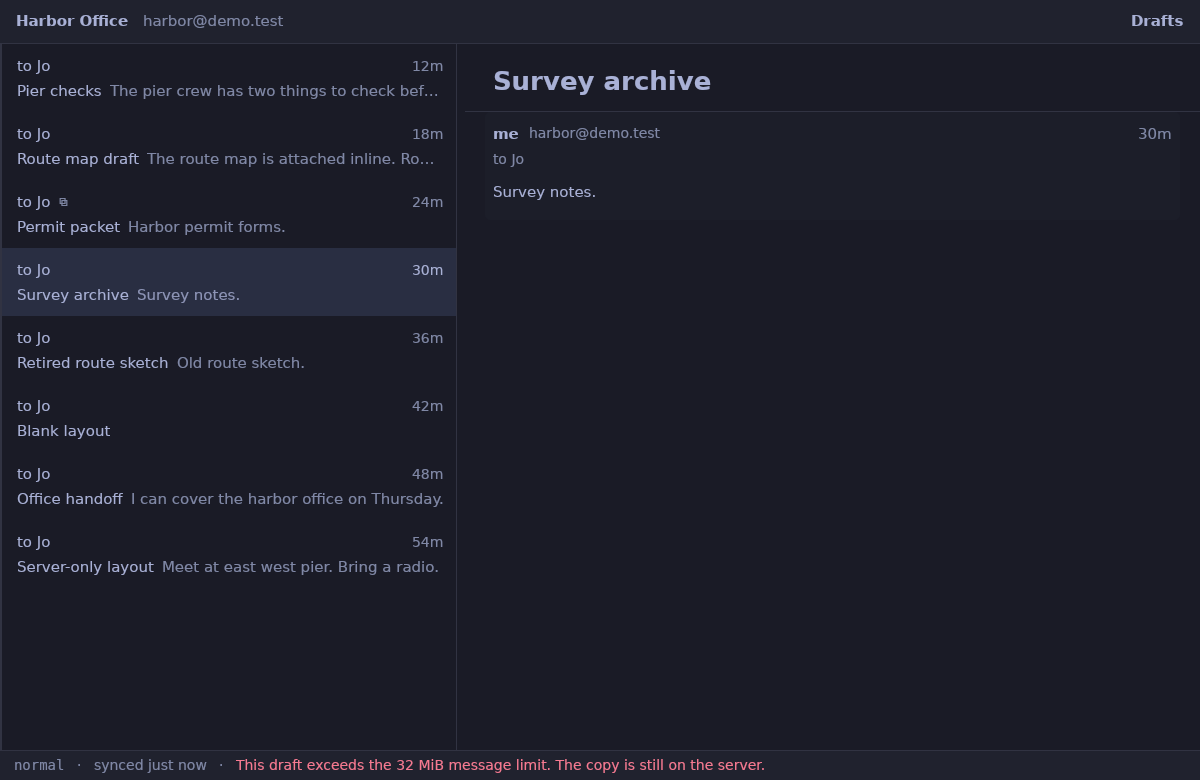 Harbor Office harbor@demo.test Drafts
to Jo 12m
Pier checks The pier crew has two things to check bef...
to Jo 18m
Route map draft The route map is attached inline. Ro...
to Jo 24m
Permit packet Harbor permit forms.
to Jo 30m
Survey archive Survey notes.
to Jo 36m
Retired route sketch Old route sketch.
to Jo 42m
Blank layout
to Jo 48m
Office handoff I can cover the harbor office on Thursday.
to Jo 54m
Server-only layout Meet at east west pier. Bring a radio.
Survey archive
me harbor@demo.test 30m
to Jo
Survey notes.
normal · synced just now · This draft exceeds the 32 MiB message limit. The copy is still on the server.